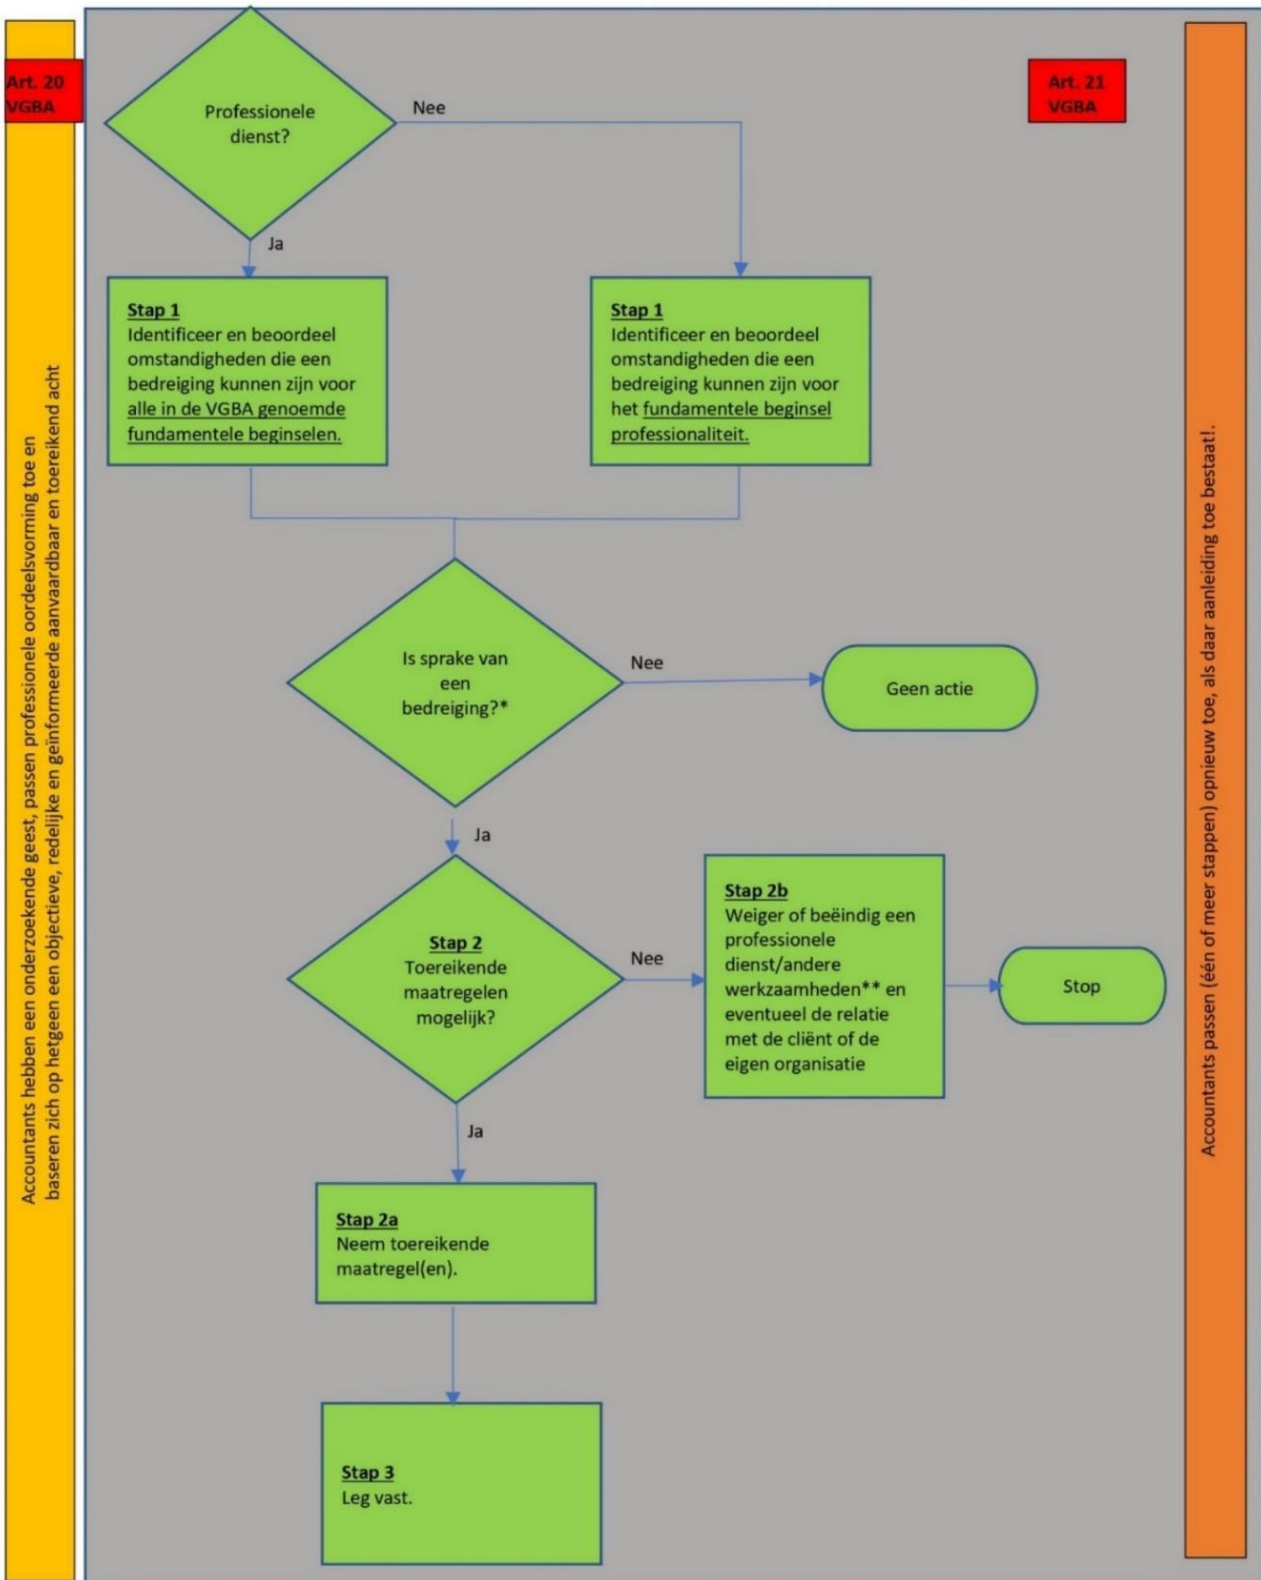 Art. 20
VGBA
Accountants hebben een onderzoekende geest, passen professionele oordeelsvorming toe en
baseren zich op hetgeen een objectieve, redelijke en geïnformeerde aanvaardbaar en toereikend acht
Professionele
dienst?
Nee
Ja
Art. 21
VGBA
Stap 1
Identificeer en beoordeel
omstandigheden die een
bedreiging kunnen zijn voor
alle in de VGBA genoemde
fundamentele beginselen.
Stap 1
Identificeer en beoordeel
omstandigheden die een
bedreiging kunnen zijn voor
het fundamentele beginsel
professionaliteit.
Is sprake van
een
bedreiging?*
Nee
Geen actie
Ja
Stap 2
Toereikende
maatregelen
mogelijk?
Nee
Stap 2b
Weiger of beëindig een
professionele
dienst/andere
werkzaamheden** en
eventueel de relatie
met de cliënt of de
eigen organisatie
Stop
Ja
Stap 2a
Neem toereikende
maatregel(en).
Stap 3
Leg vast.
Accountants passen (één of meer stappen) opnieuw toe, als daar aanleiding toe bestaat!.